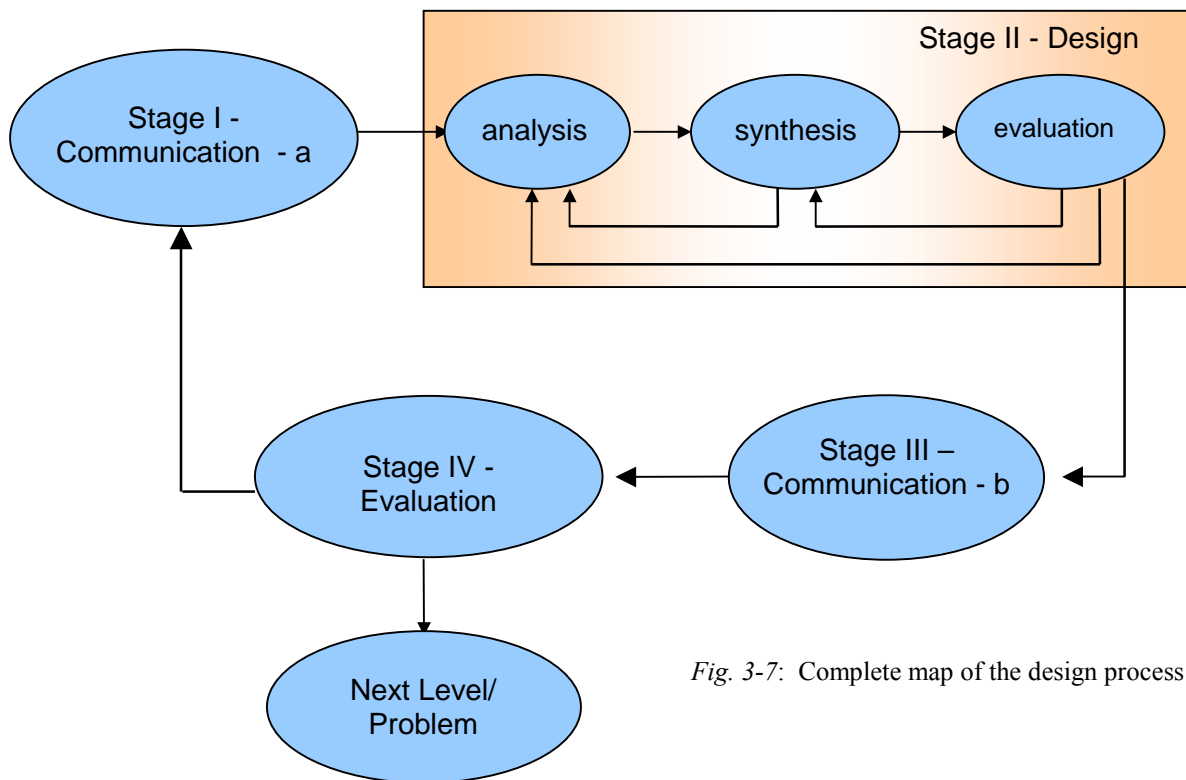 Stage II - Design
Stage I -
Communication - a
analysis
synthesis
evaluation
Stage IV -
Evaluation
Stage III –
Communication - b
Next Level/
Problem
Fig. 3-7: Complete map of the design process